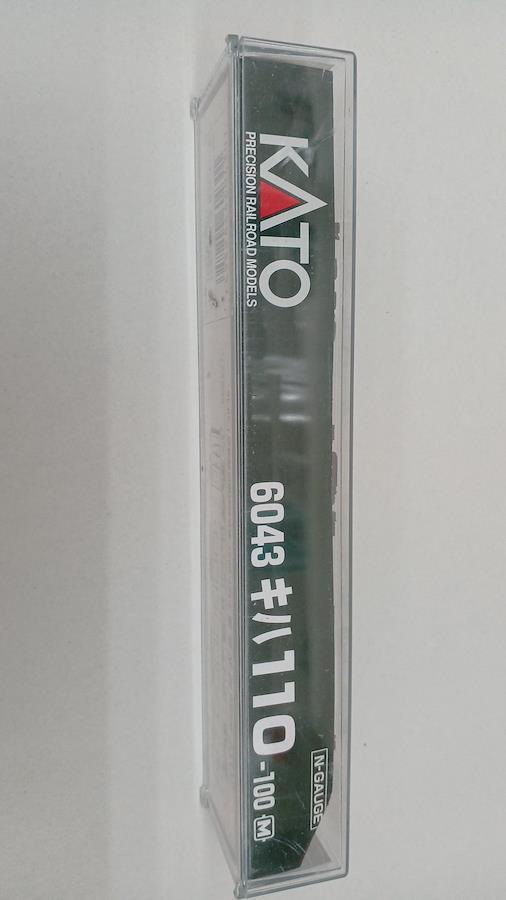 KATO
PRECISION RAILROAD MODELS
6043 キハ110-100 M
N-GAUGE